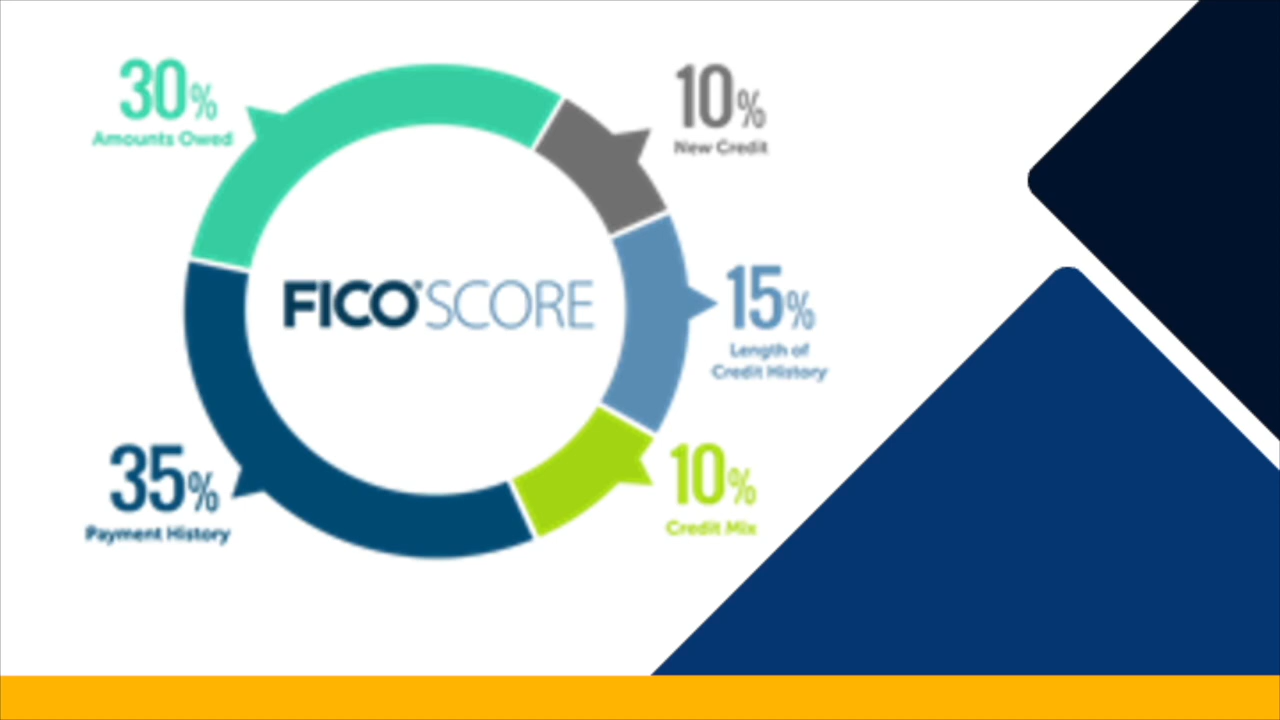 30%
Amounts Owed
10%
New Credit
FICO® SCORE
15%
Length of
Credit History
35%
Payment History
10%
Credit Mix